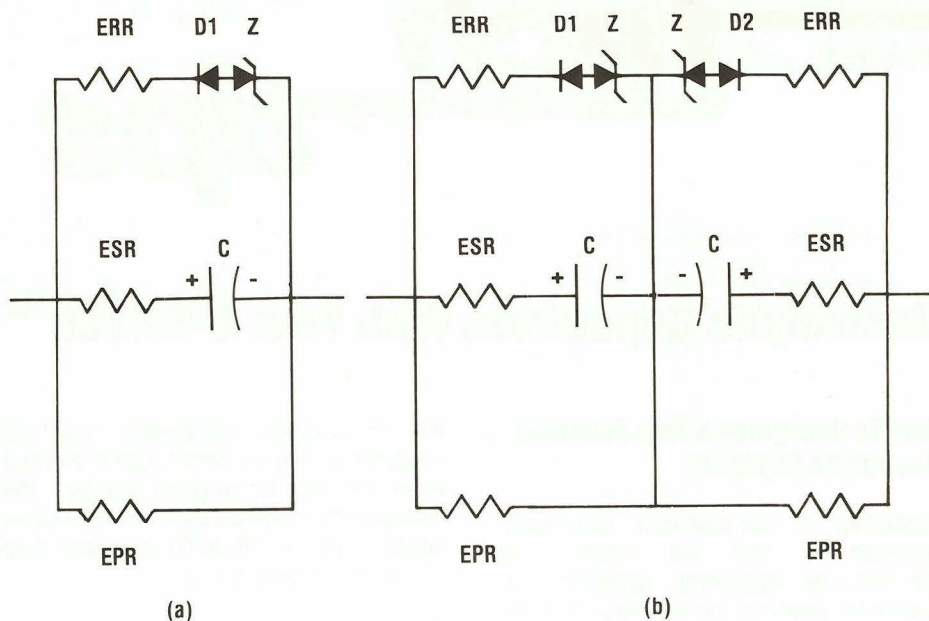 ERR D1 Z ERR D1 Z Z D2 ERR
ESR C ESR C C ESR
+ - + - - +
EPR EPR EPR
(a) (b)